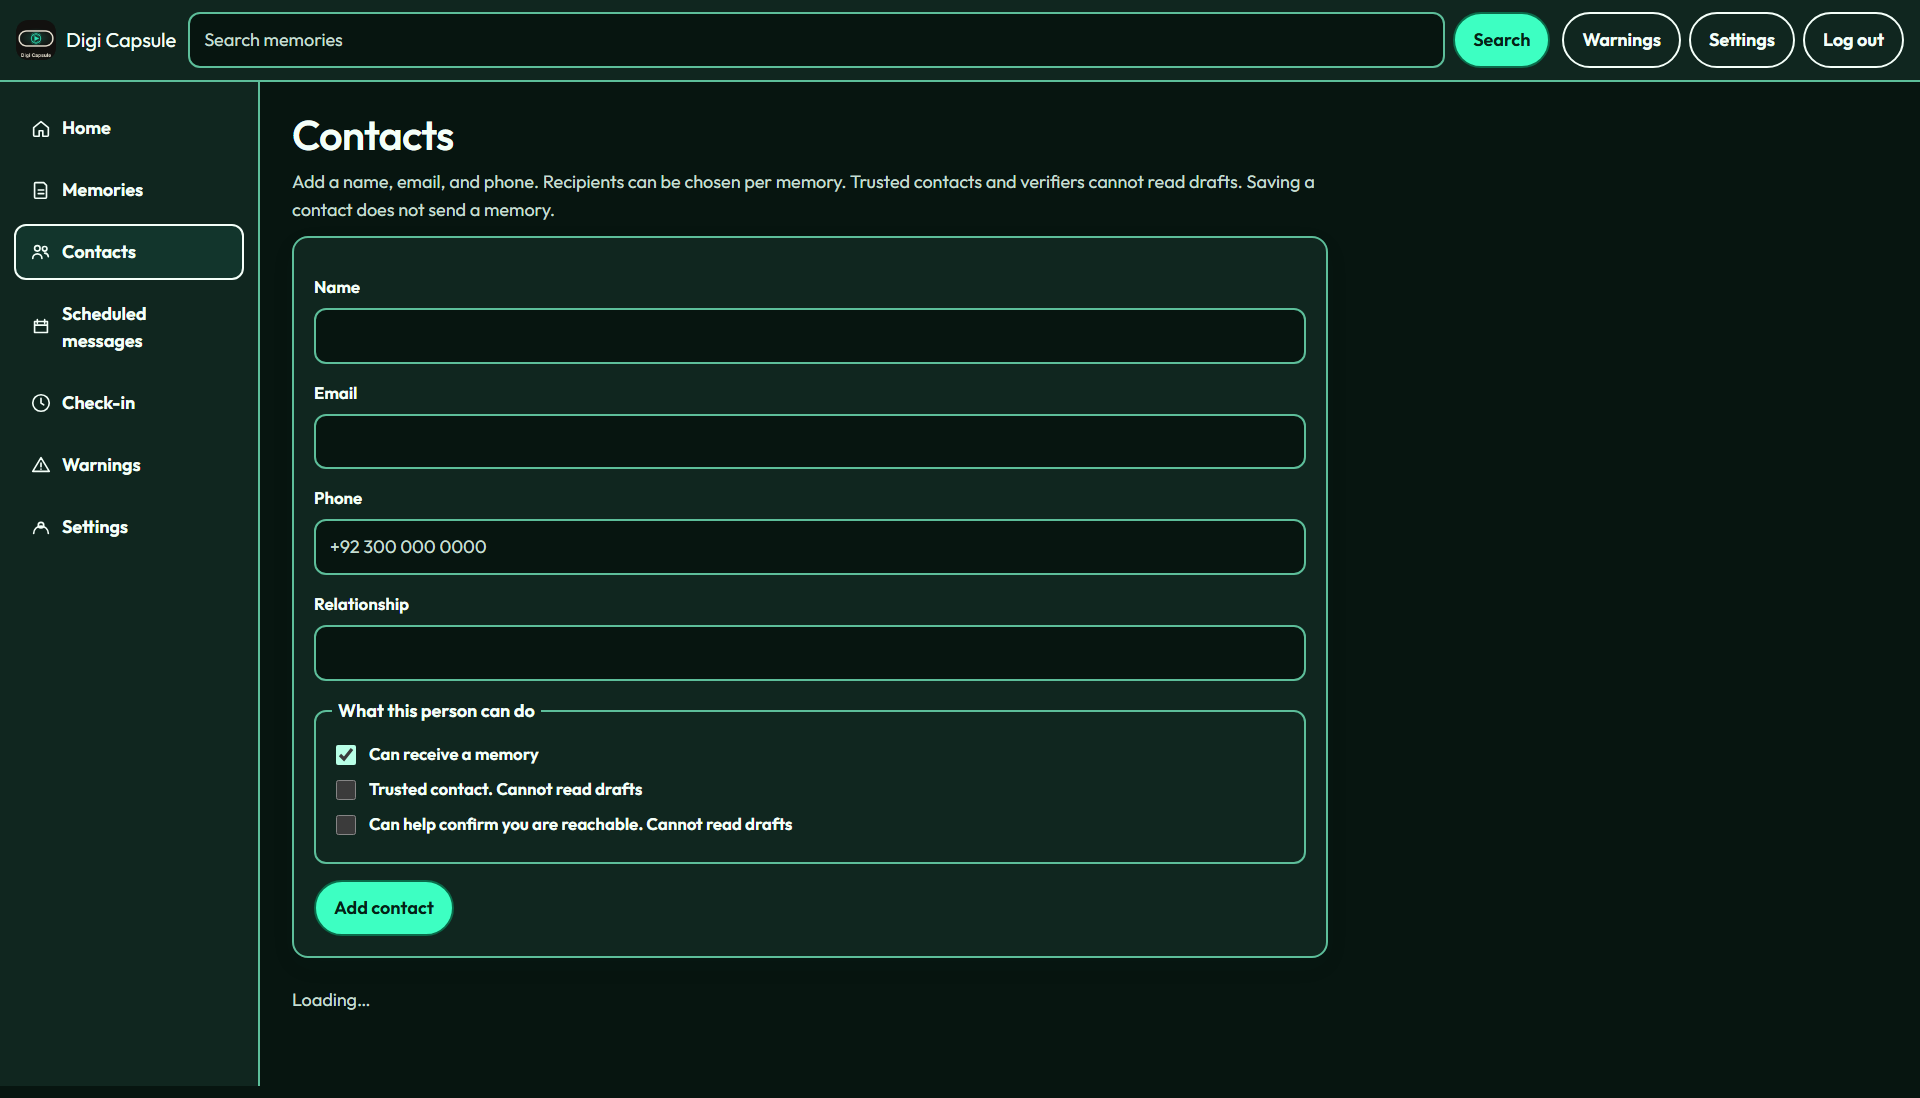 Digi Capsule
Digi Capsule
Search memories
Search
Warnings
Settings
Log out
Home
Memories
Contacts
Scheduled
messages
Check-in
Warnings
Settings
Contacts
Add a name, email, and phone. Recipients can be chosen per memory. Trusted contacts and verifiers cannot read drafts. Saving a
contact does not send a memory.
Name
Email
Phone
+92 300 000 0000
Relationship
What this person can do
Can receive a memory
Trusted contact. Cannot read drafts
Can help confirm you are reachable. Cannot read drafts
Add contact
Loading...